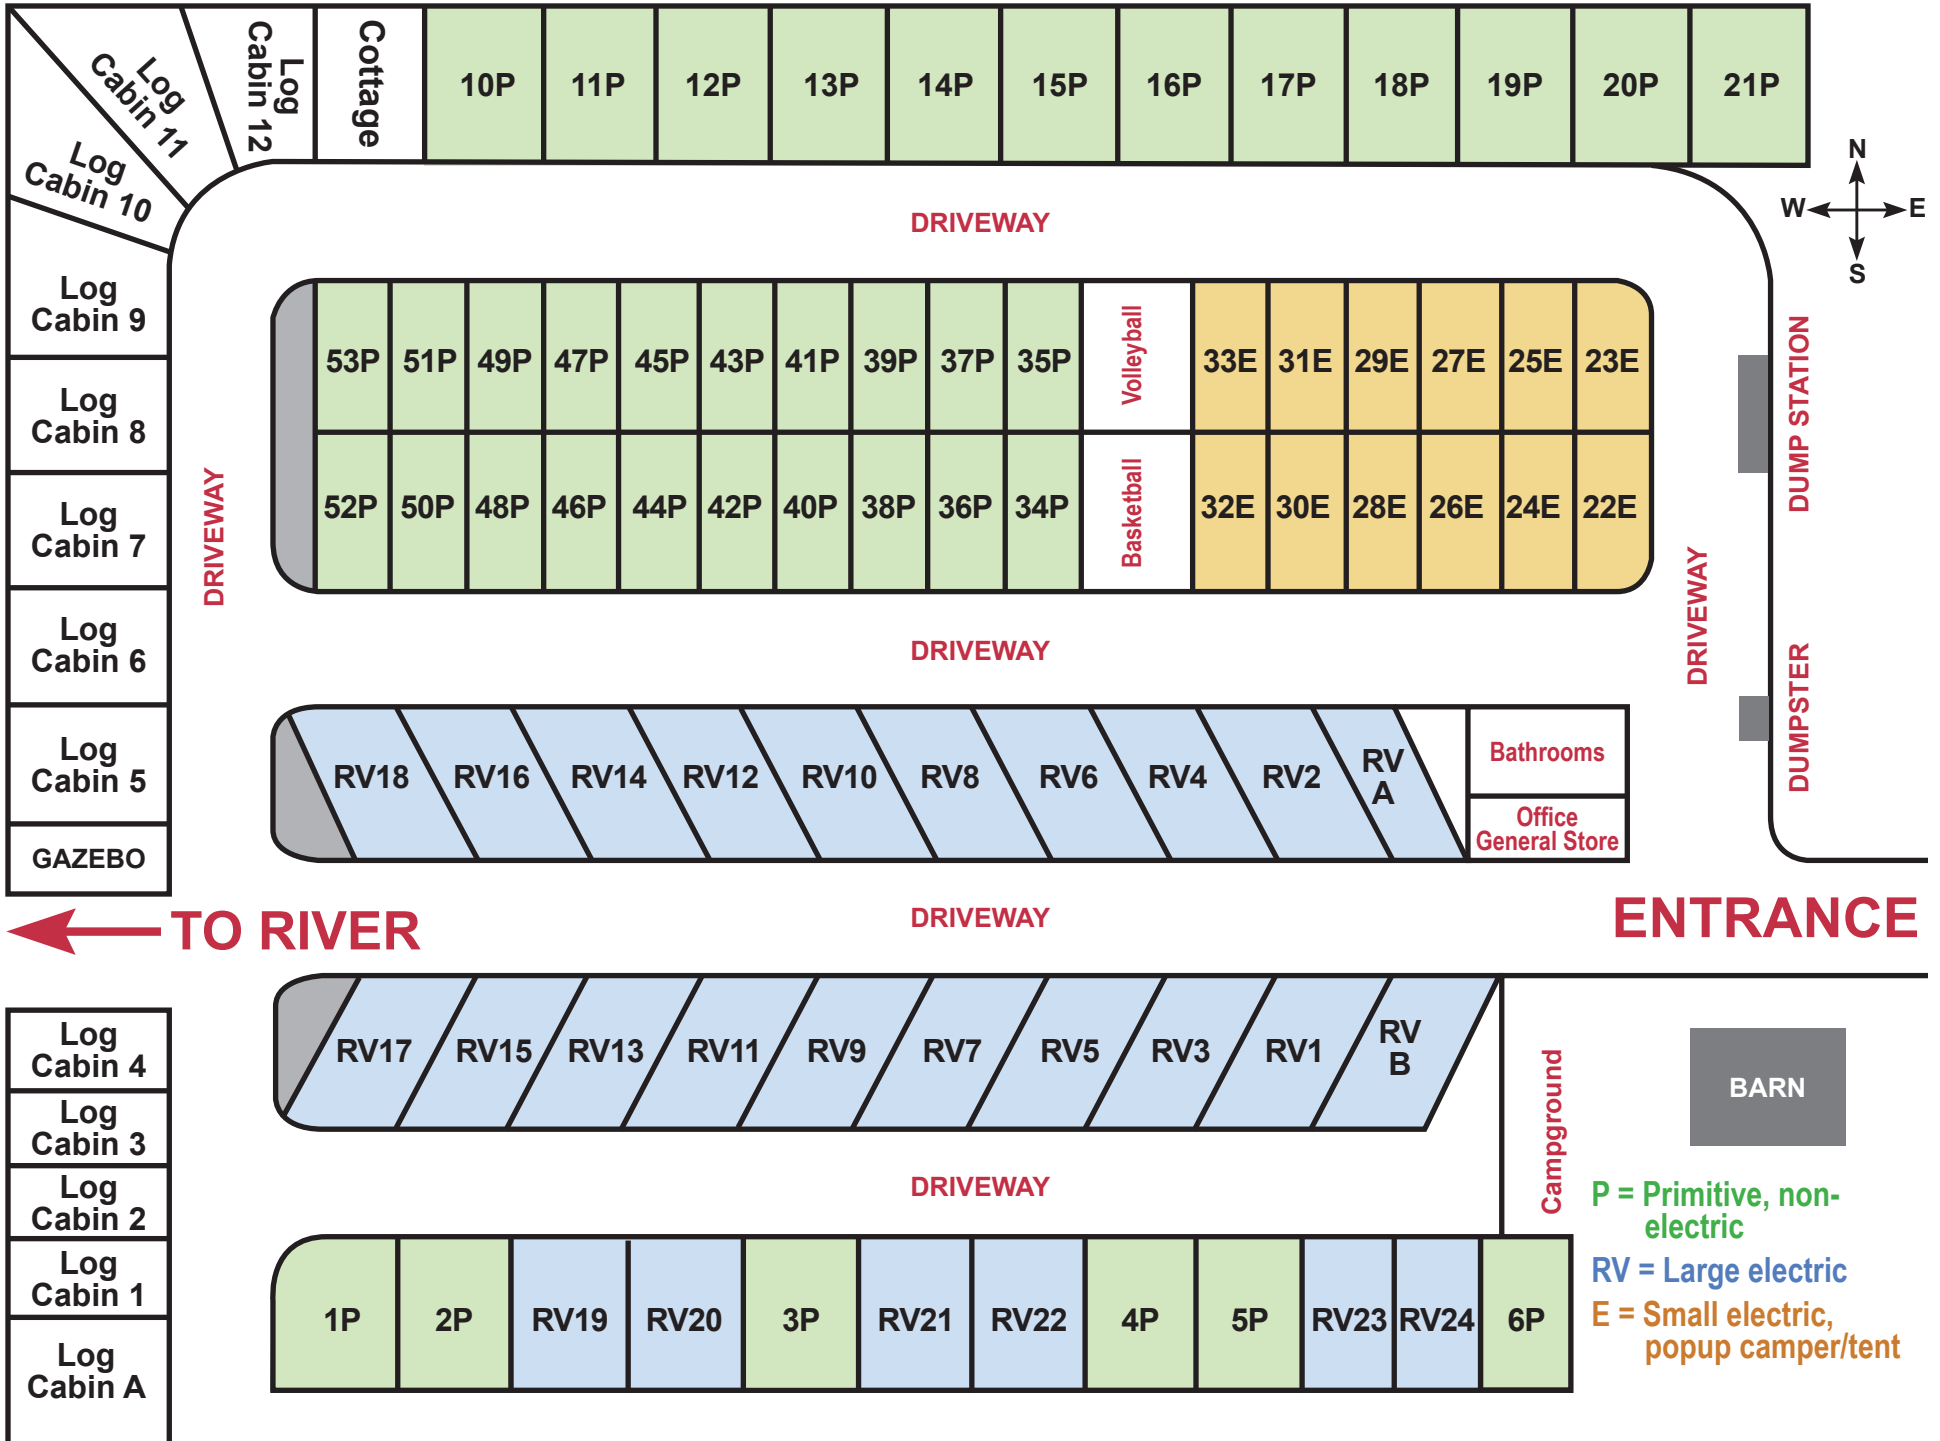 Log
Cabin 11
Log
Cabin 12
Cottage
10P
11P
12P
13P
14P
15P
16P
17P
18P
19P
20P
21P
Log
Cabin 10
N
W
E
S
DRIVEWAY
Log
Cabin 9
Log
Cabin 8
Log
Cabin 7
Log
Cabin 6
Log
Cabin 5
GAZEBO
DRIVEWAY
53P
51P
49P
47P
45P
43P
41P
39P
37P
35P
Volleyball
33E
31E
29E
27E
25E
23E
52P
50P
48P
46P
44P
42P
40P
38P
36P
34P
Basketball
32E
30E
28E
26E
24E
22E
DUMP STATION
DRIVEWAY
DUMPSTER
DRIVEWAY
RV18
RV16
RV14
RV12
RV10
RV8
RV6
RV4
RV2
RV
A
Bathrooms
Office
General Store
TO RIVER
DRIVEWAY
ENTRANCE
Log
Cabin 4
Log
Cabin 3
Log
Cabin 2
Log
Cabin 1
Log
Cabin A
RV17
RV15
RV13
RV11
RV9
RV7
RV5
RV3
RV1
RV
B
Campground
BARN
DRIVEWAY
1P
2P
RV19
RV20
3P
RV21
RV22
4P
5P
RV23
RV24
6P
P = Primitive, non-
electric
RV = Large electric
E = Small electric,
popup camper/tent